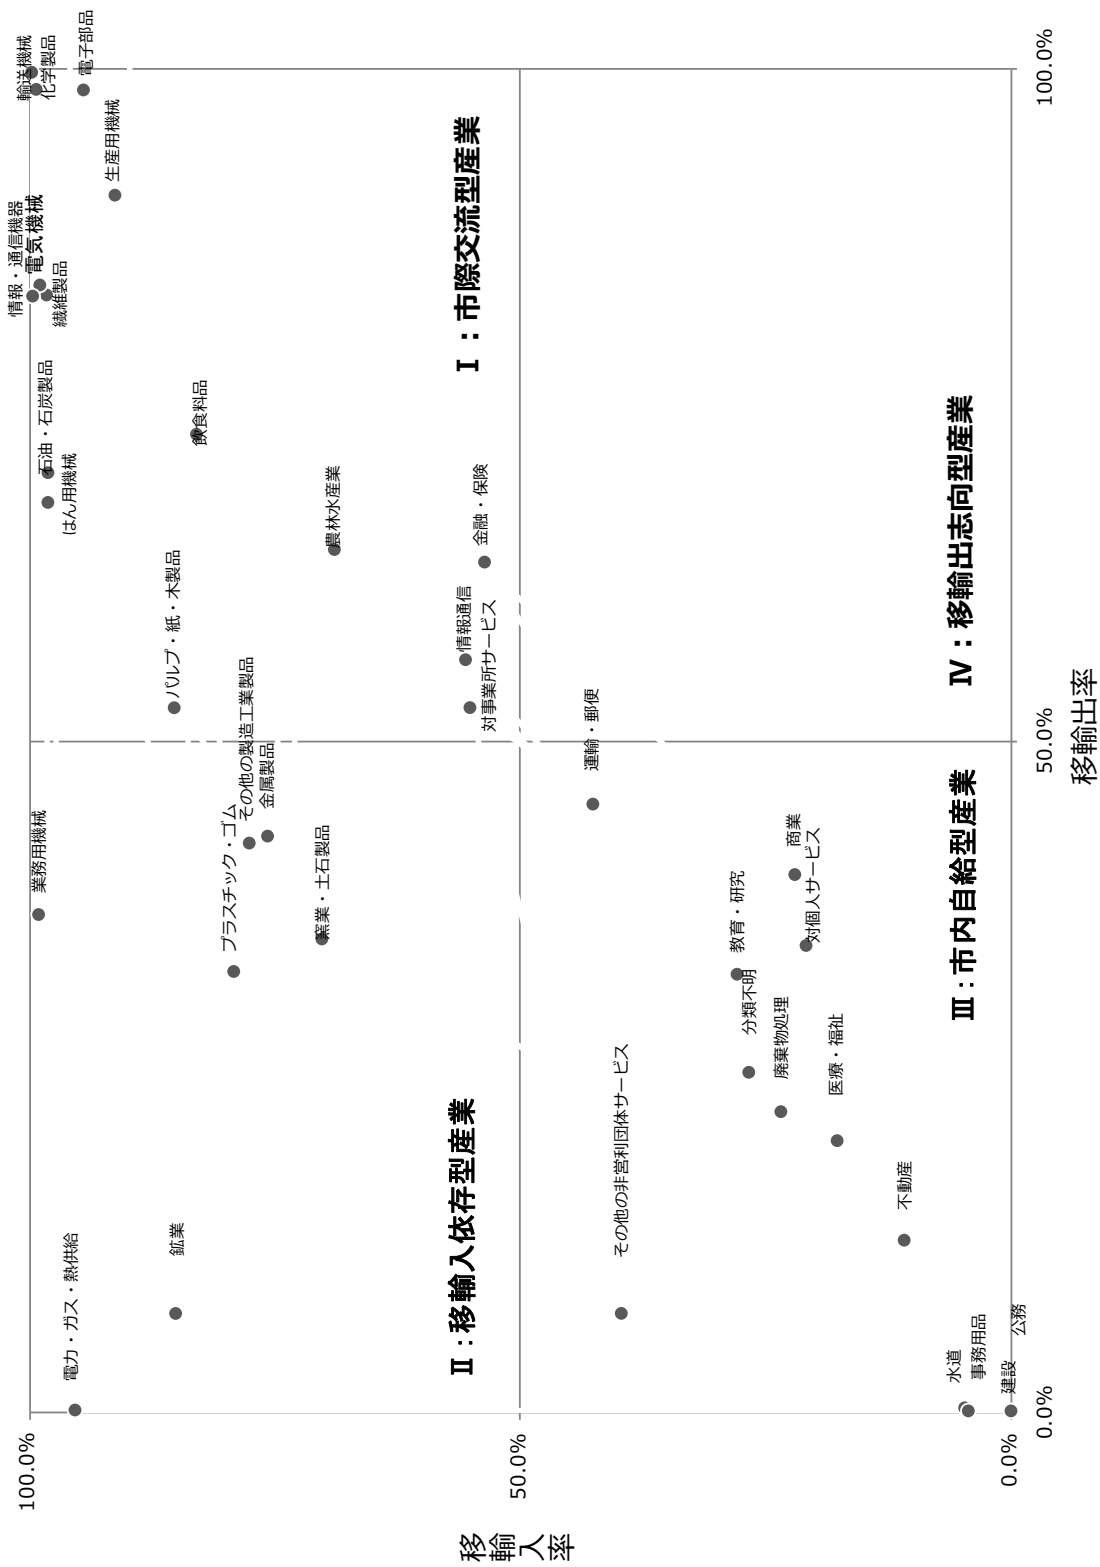 移輸入率
100.0%
50.0%
0.0%
輸送機械
化学製品
電子部品
生産用機械
情報・通信機器
電気機械
繊維製品
石油・石炭製品
はん用機械
飲食料品
農林水産業
金融・保険
パルプ・紙・木製品
情報通信
対事業所サービス
Ⅰ:市際交流型産業
業務用機械
その他の製造工業製品
金属製品
プラスチック・ゴム
窯業・土石製品
電力・ガス・熱供給
鉱業
Ⅱ:移輸入依存型産業
運輸・郵便
商業
対個人サービス
教育・研究
分類不明
廃棄物処理
医療・福祉
その他の非営利団体サービス
不動産
水道
事務用品
建設
公務
Ⅲ:市内自給型産業
Ⅳ:移輸出志向型産業
0.0%
50.0%
100.0%
移輸出率